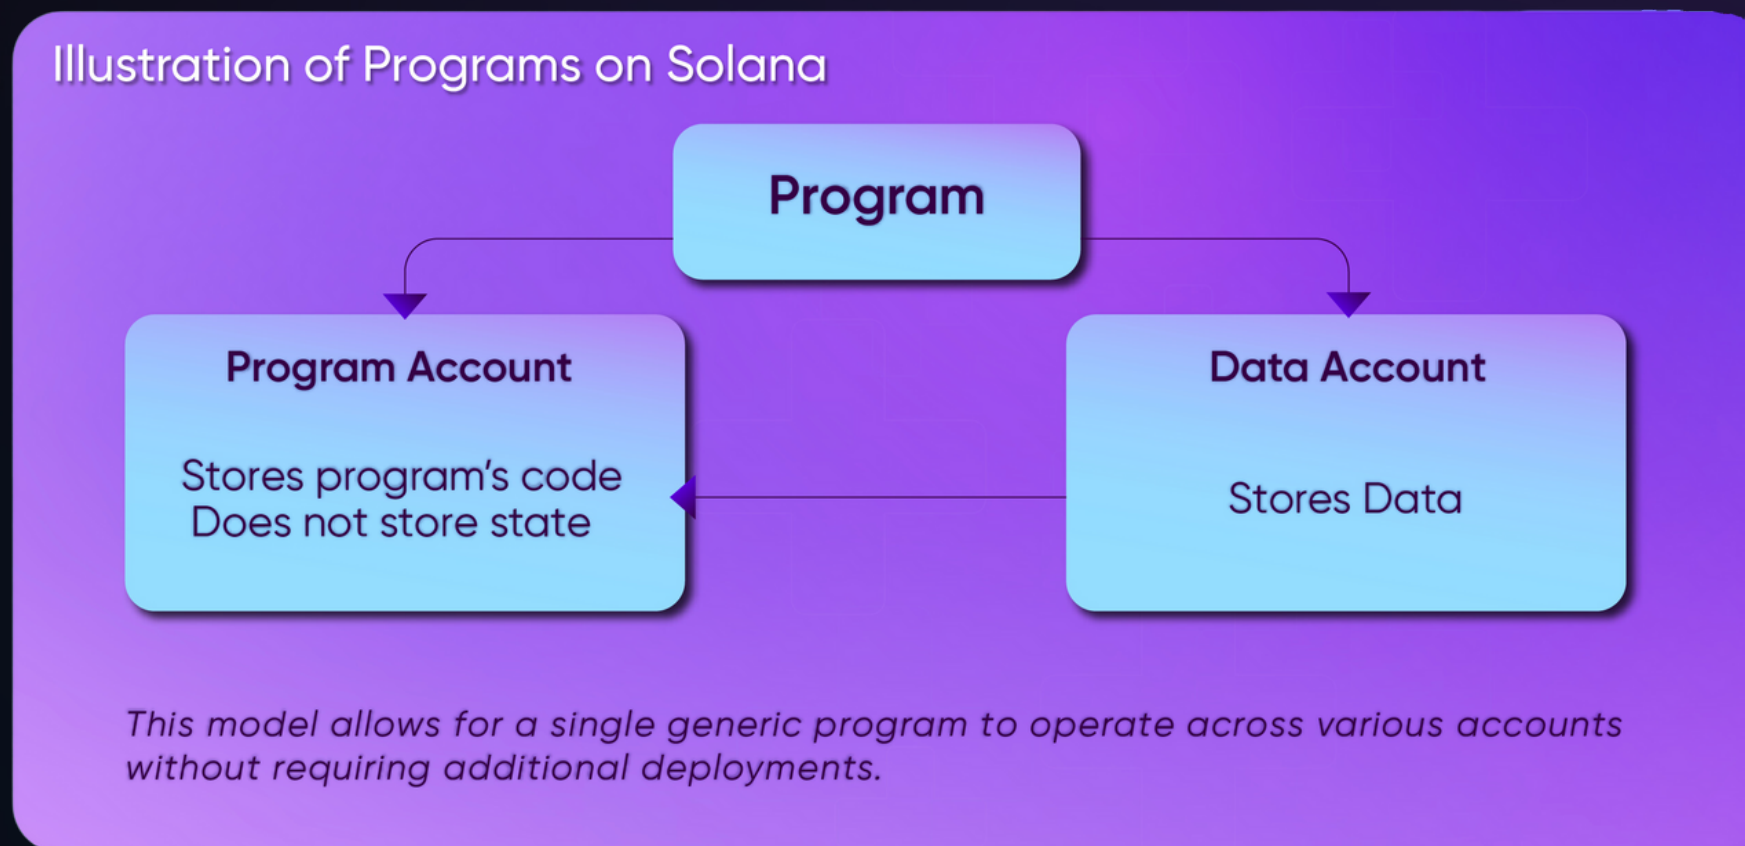 Illustration of Programs on Solana
Program
Program Account
Stores program's code
Does not store state
Data Account
Stores Data
This model allows for a single generic program to operate across various accounts
without requiring additional deployments.